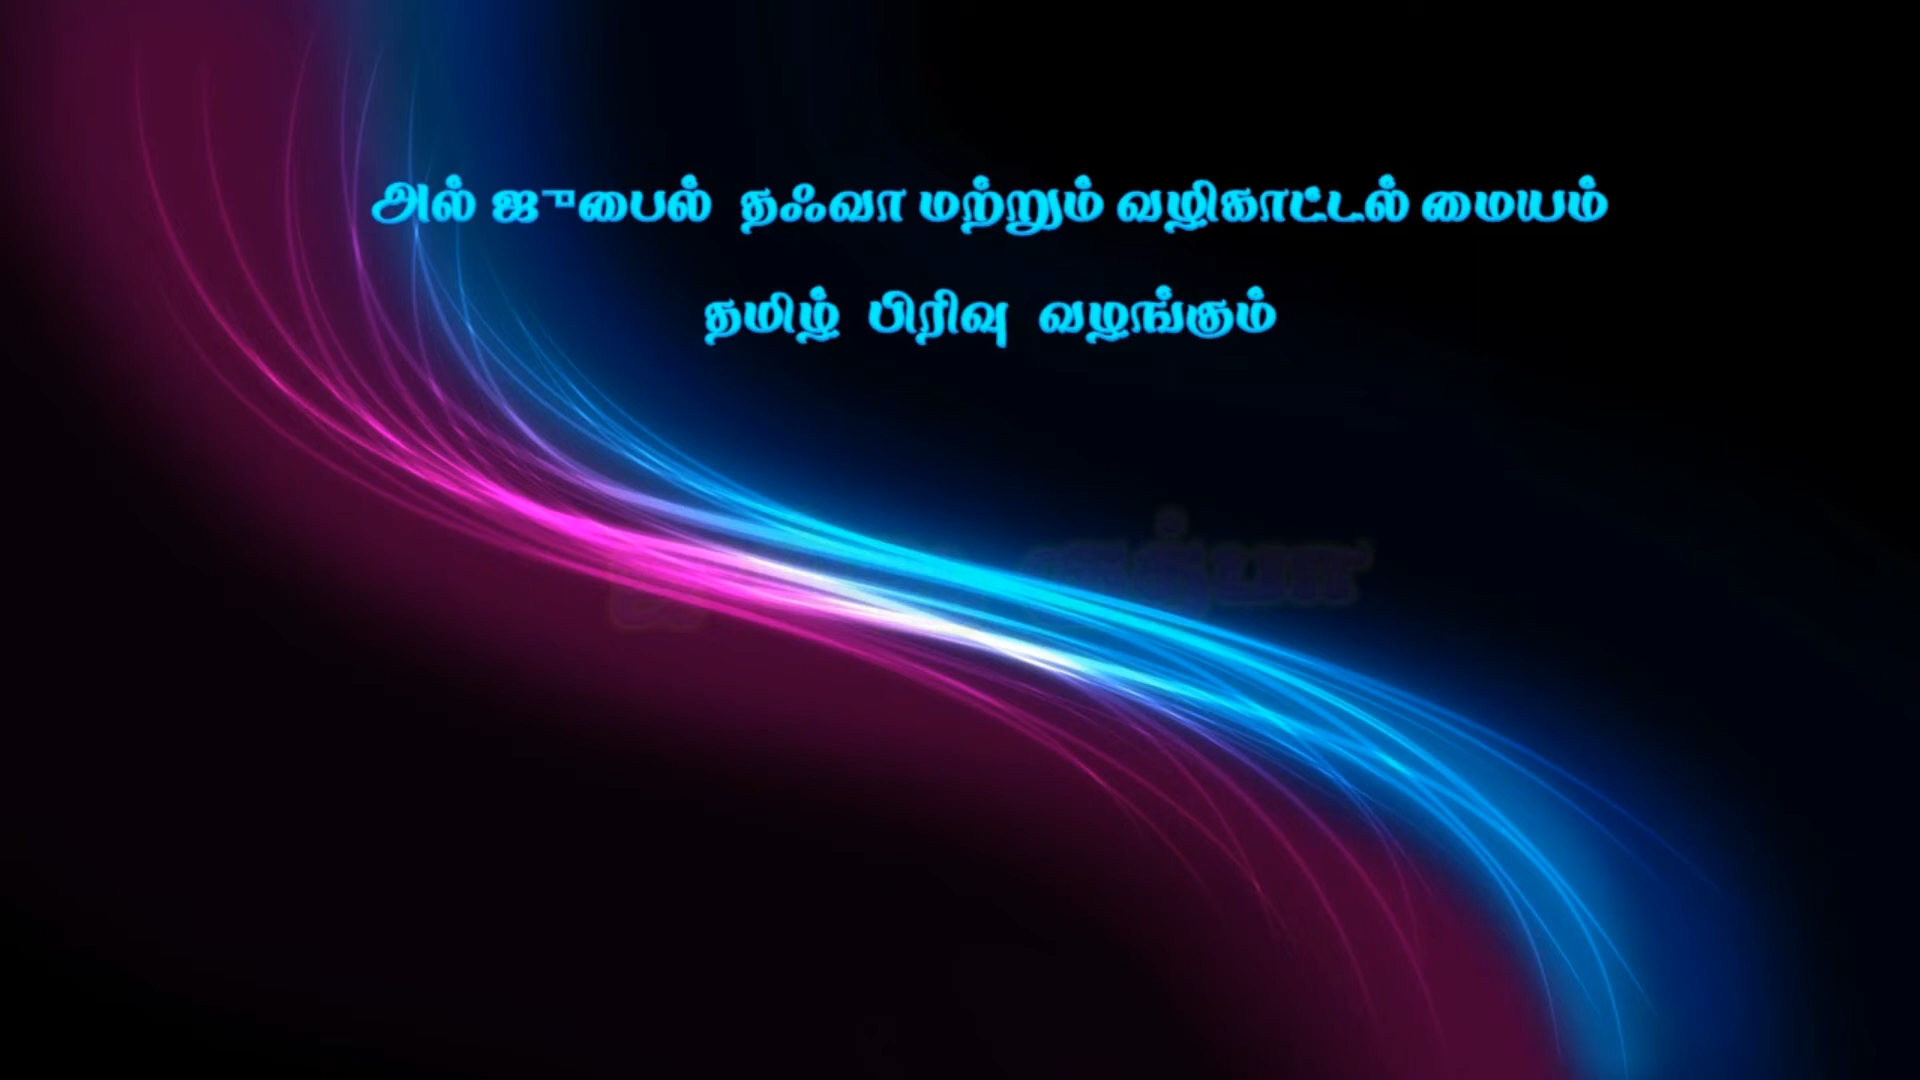 அல் ஜுபைல் தஃவா மற்றும் வழிகாட்டல் மையம்
தமிழ் பிரிவு வழங்கும்